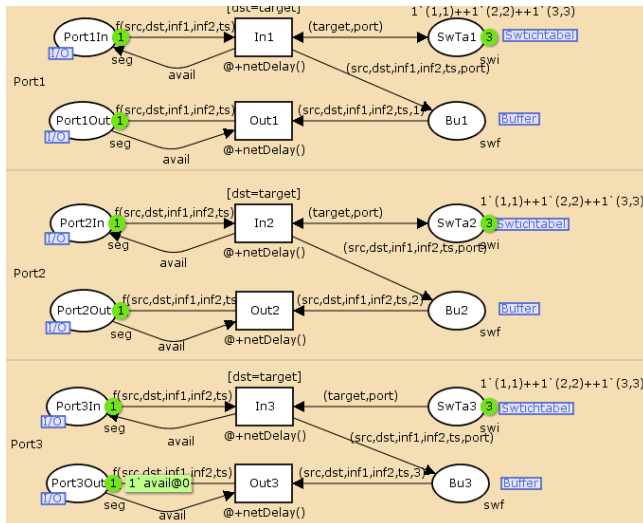 1`(1,1)++1`(2,2)++1`(3,3)
[dst=target]
Port1In 1 f(src,dst,inf1,inf2,ts) In1 (target,port) SwTa1 3 Swtichtabel
I/O seg avail @+netDelay() swi
(src,dst,inf1,inf2,ts,port)
Port1
Port1Out 1 f(src,dst,inf1,inf2,ts) Out1 (src,dst,inf1,inf2,ts,1) Bu1 Buffer
I/O seg avail @+netDelay() swf
1`(1,1)++1`(2,2)++1`(3,3)
[dst=target]
Port2In 1 f(src,dst,inf1,inf2,ts) In2 (target,port) SwTa2 3 Swtichtabel
I/O seg avail @+netDelay() swi
(src,dst,inf1,inf2,ts,port)
Port2
Port2Out 1 f(src,dst,inf1,inf2,ts Out2 (src,dst,inf1,inf2,ts,2) Bu2 Buffer
I/O seg avail @+netDelay() swf
[dst=target]
1`(1,1)++1`(2,2)++1`(3,3)
Port3In 1 f(src,dst,inf1,inf2,ts) In3 (target,port) SwTa3 3 Swtichtabel
I/O seg avail @+netDelay() swi
(src,dst,inf1,inf2,ts,port)
Port3
Port3Out 1 1`avail@0 f(src,dst,inf1,inf2,ts) Out3 (src,dst,inf1,inf2,ts,3) Bu3 Buffer
I/O seg avail @+netDelay() swf